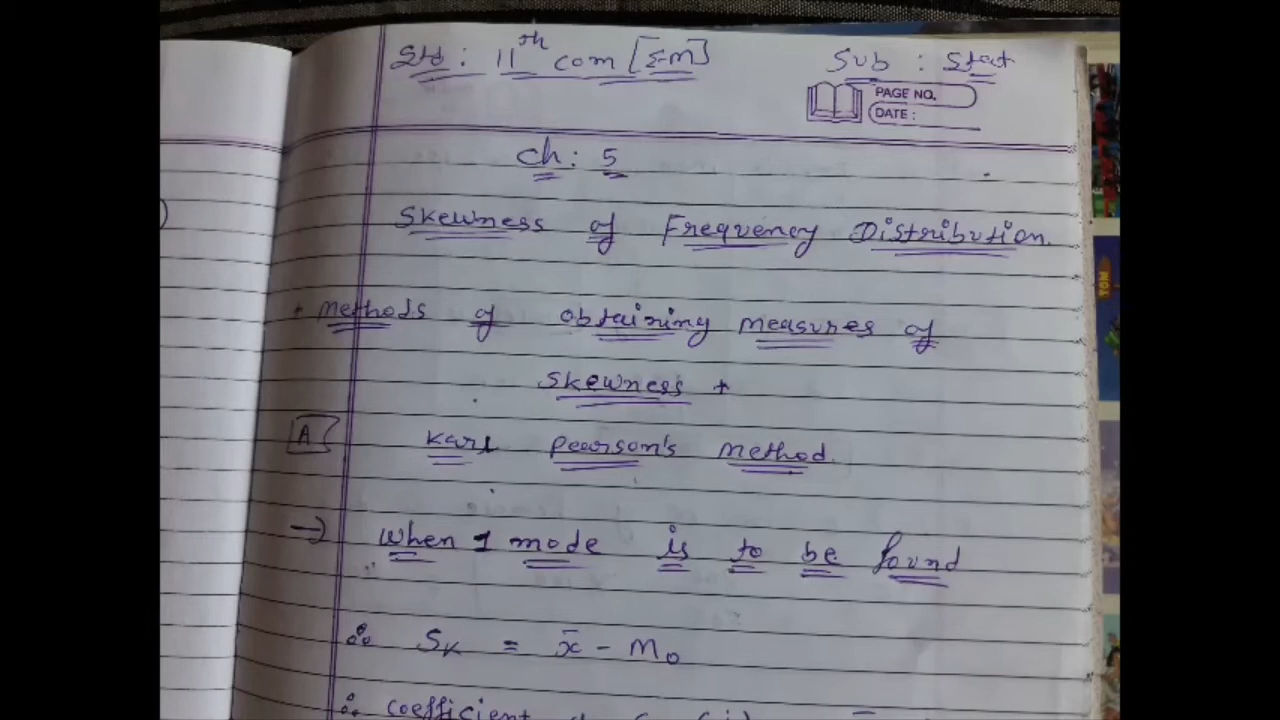 Std : 11th com [E-M]
Sub : Stat
PAGE NO.
DATE :
Ch : 5
Skewness of Frequency Distribution.
+ methods of obtaining measures of
Skewness +
A Karl Pearson's method.
→ when 1 mode is to be found
∴ Sk = x̄ - Mo
∴ coefficient
TOM